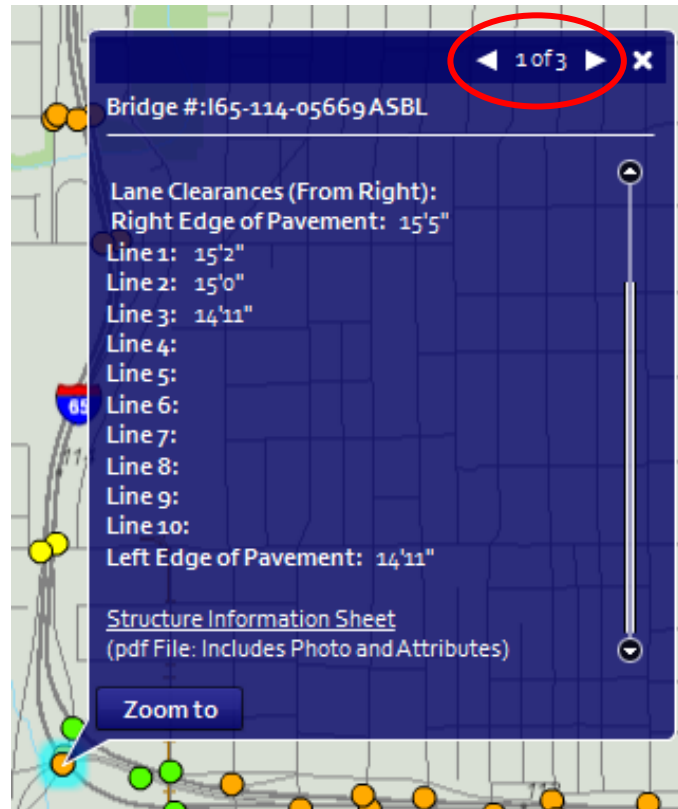 1 of 3
Bridge #:I65-114-05669 ASBL
Lane Clearances (From Right):
Right Edge of Pavement: 15'5"
Line 1: 15'2"
Line 2: 15'0"
Line 3: 14'11"
Line 4:
Line 5:
Line 6:
Line 7:
Line 8:
Line 9:
Line 10:
Left Edge of Pavement: 14'11"
Structure Information Sheet
(pdf File: Includes Photo and Attributes)
Zoom to
65